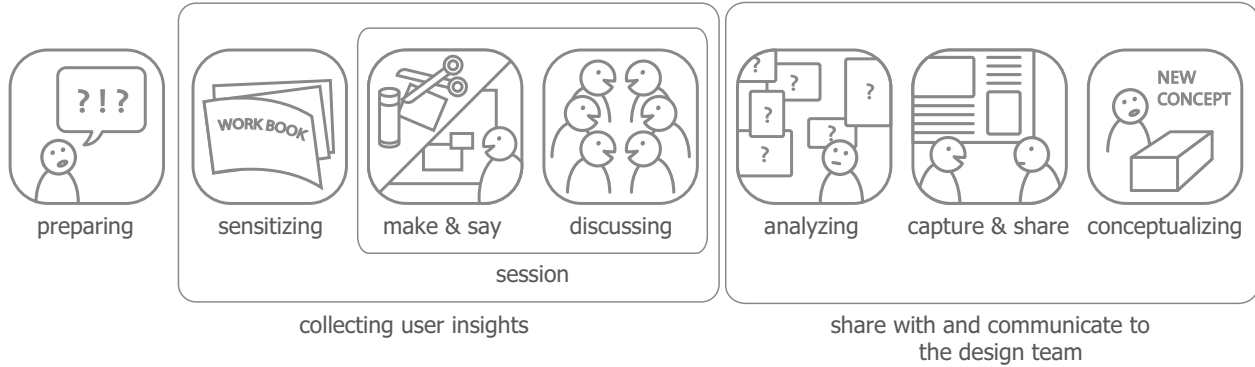 ?!?
WORK BOOK
?
?
?
?
?
?
NEW
CONCEPT
preparing
sensitizing
make & say
discussing
analyzing
capture & share
conceptualizing
session
collecting user insights
share with and communicate to
the design team